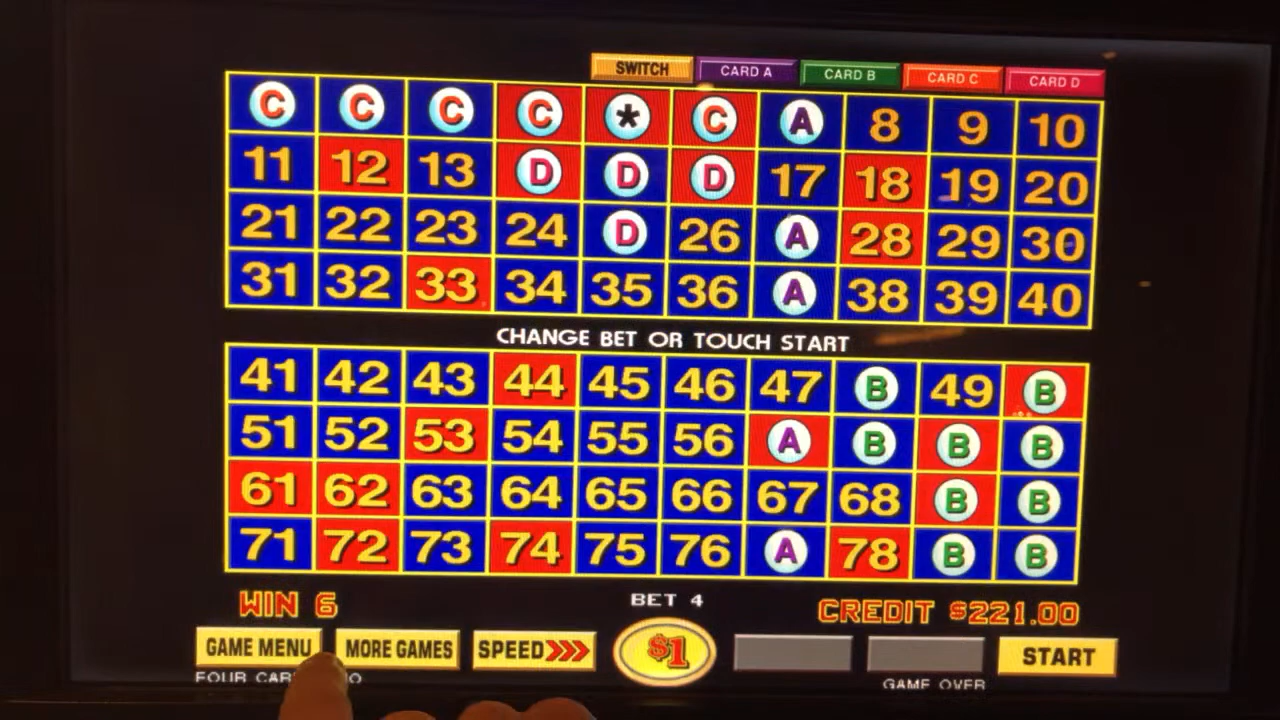 SWITCH CARD A CARD B CARD C CARD D
C C C C * C A 8 9 10
11 12 13 D D D 17 18 19 20
21 22 23 24 D 26 A 28 29 30
31 32 33 34 35 36 A 38 39 40
CHANGE BET OR TOUCH START
41 42 43 44 45 46 47 B 49 B
51 52 53 54 55 56 A B B B
61 62 63 64 65 66 67 68 B B
71 72 73 74 75 76 A 78 B B
WIN 6 BET 4 CREDIT $221.00
GAME MENU MORE GAMES SPEED>>> $1 START
FOUR GAME OVER